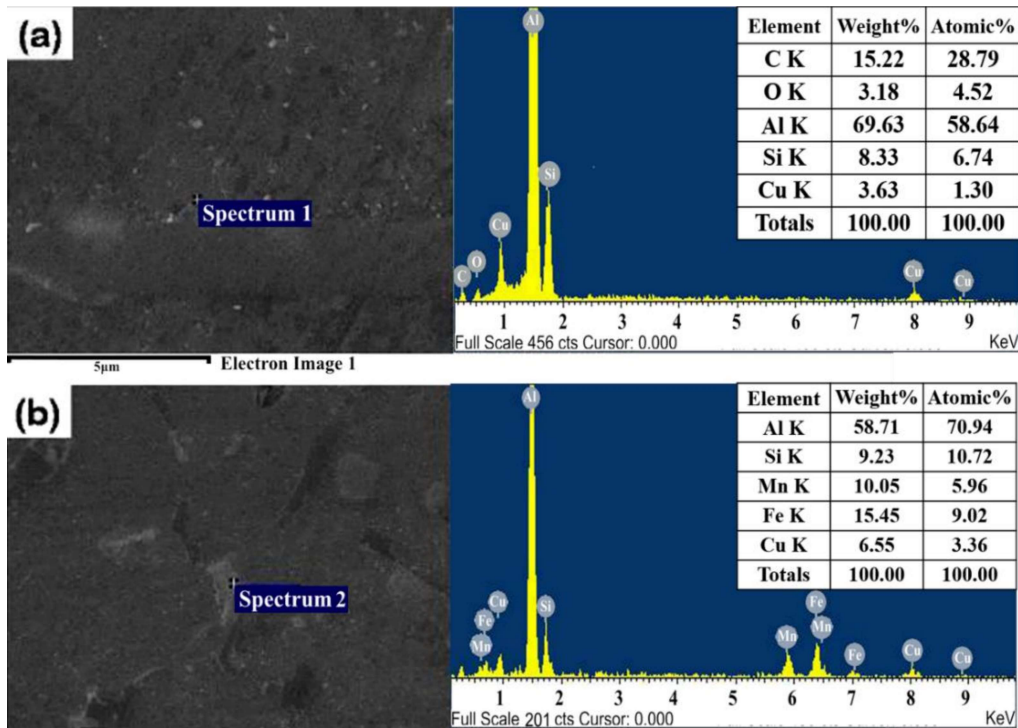 (a)
Spectrum 1
5µm
Electron Image 1
Al
Si
Cu
O
C
Cu
Cu
1 2 3 4 5 6 7 8 9
Full Scale 456 cts Cursor: 0.000 KeV
Element Weight% Atomic%
C K 15.22 28.79
O K 3.18 4.52
Al K 69.63 58.64
Si K 8.33 6.74
Cu K 3.63 1.30
Totals 100.00 100.00
(b)
Spectrum 2
Al
Cu
Fe
Mn
Si
Fe
Mn
Mn
Fe
Cu
Cu
1 2 3 4 5 6 7 8 9
Full Scale 201 cts Cursor: 0.000 KeV
Element Weight% Atomic%
Al K 58.71 70.94
Si K 9.23 10.72
Mn K 10.05 5.96
Fe K 15.45 9.02
Cu K 6.55 3.36
Totals 100.00 100.00